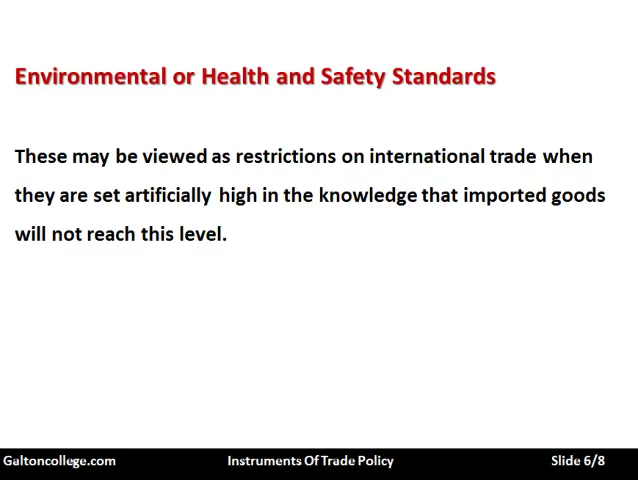 Environmental or Health and Safety Standards
These may be viewed as restrictions on international trade when
they are set artificially high in the knowledge that imported goods
will not reach this level.
Galtoncollege.com Instruments Of Trade Policy Slide 6/8